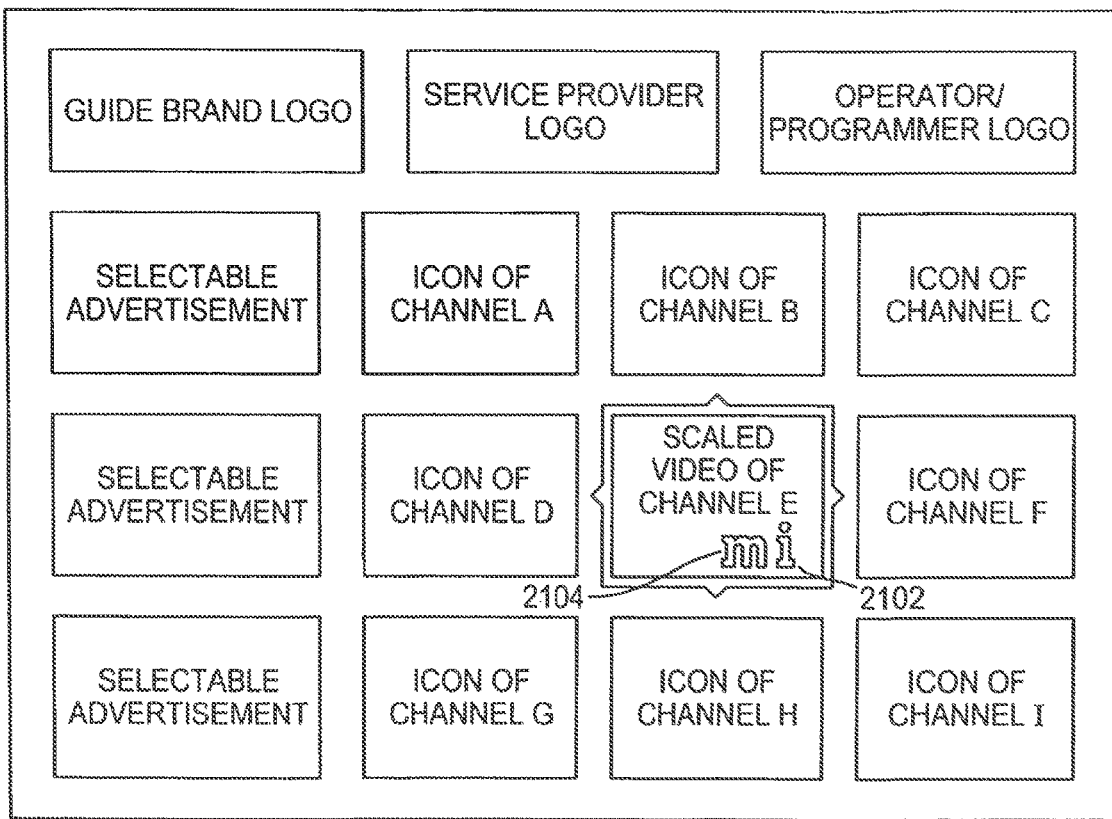 GUIDE BRAND LOGO
SERVICE PROVIDER
LOGO
OPERATOR/
PROGRAMMER LOGO
SELECTABLE
ADVERTISEMENT
ICON OF
CHANNEL A
ICON OF
CHANNEL B
ICON OF
CHANNEL C
SELECTABLE
ADVERTISEMENT
ICON OF
CHANNEL D
SCALED
VIDEO OF
CHANNEL E
m i
2104
2102
ICON OF
CHANNEL F
SELECTABLE
ADVERTISEMENT
ICON OF
CHANNEL G
ICON OF
CHANNEL H
ICON OF
CHANNEL I